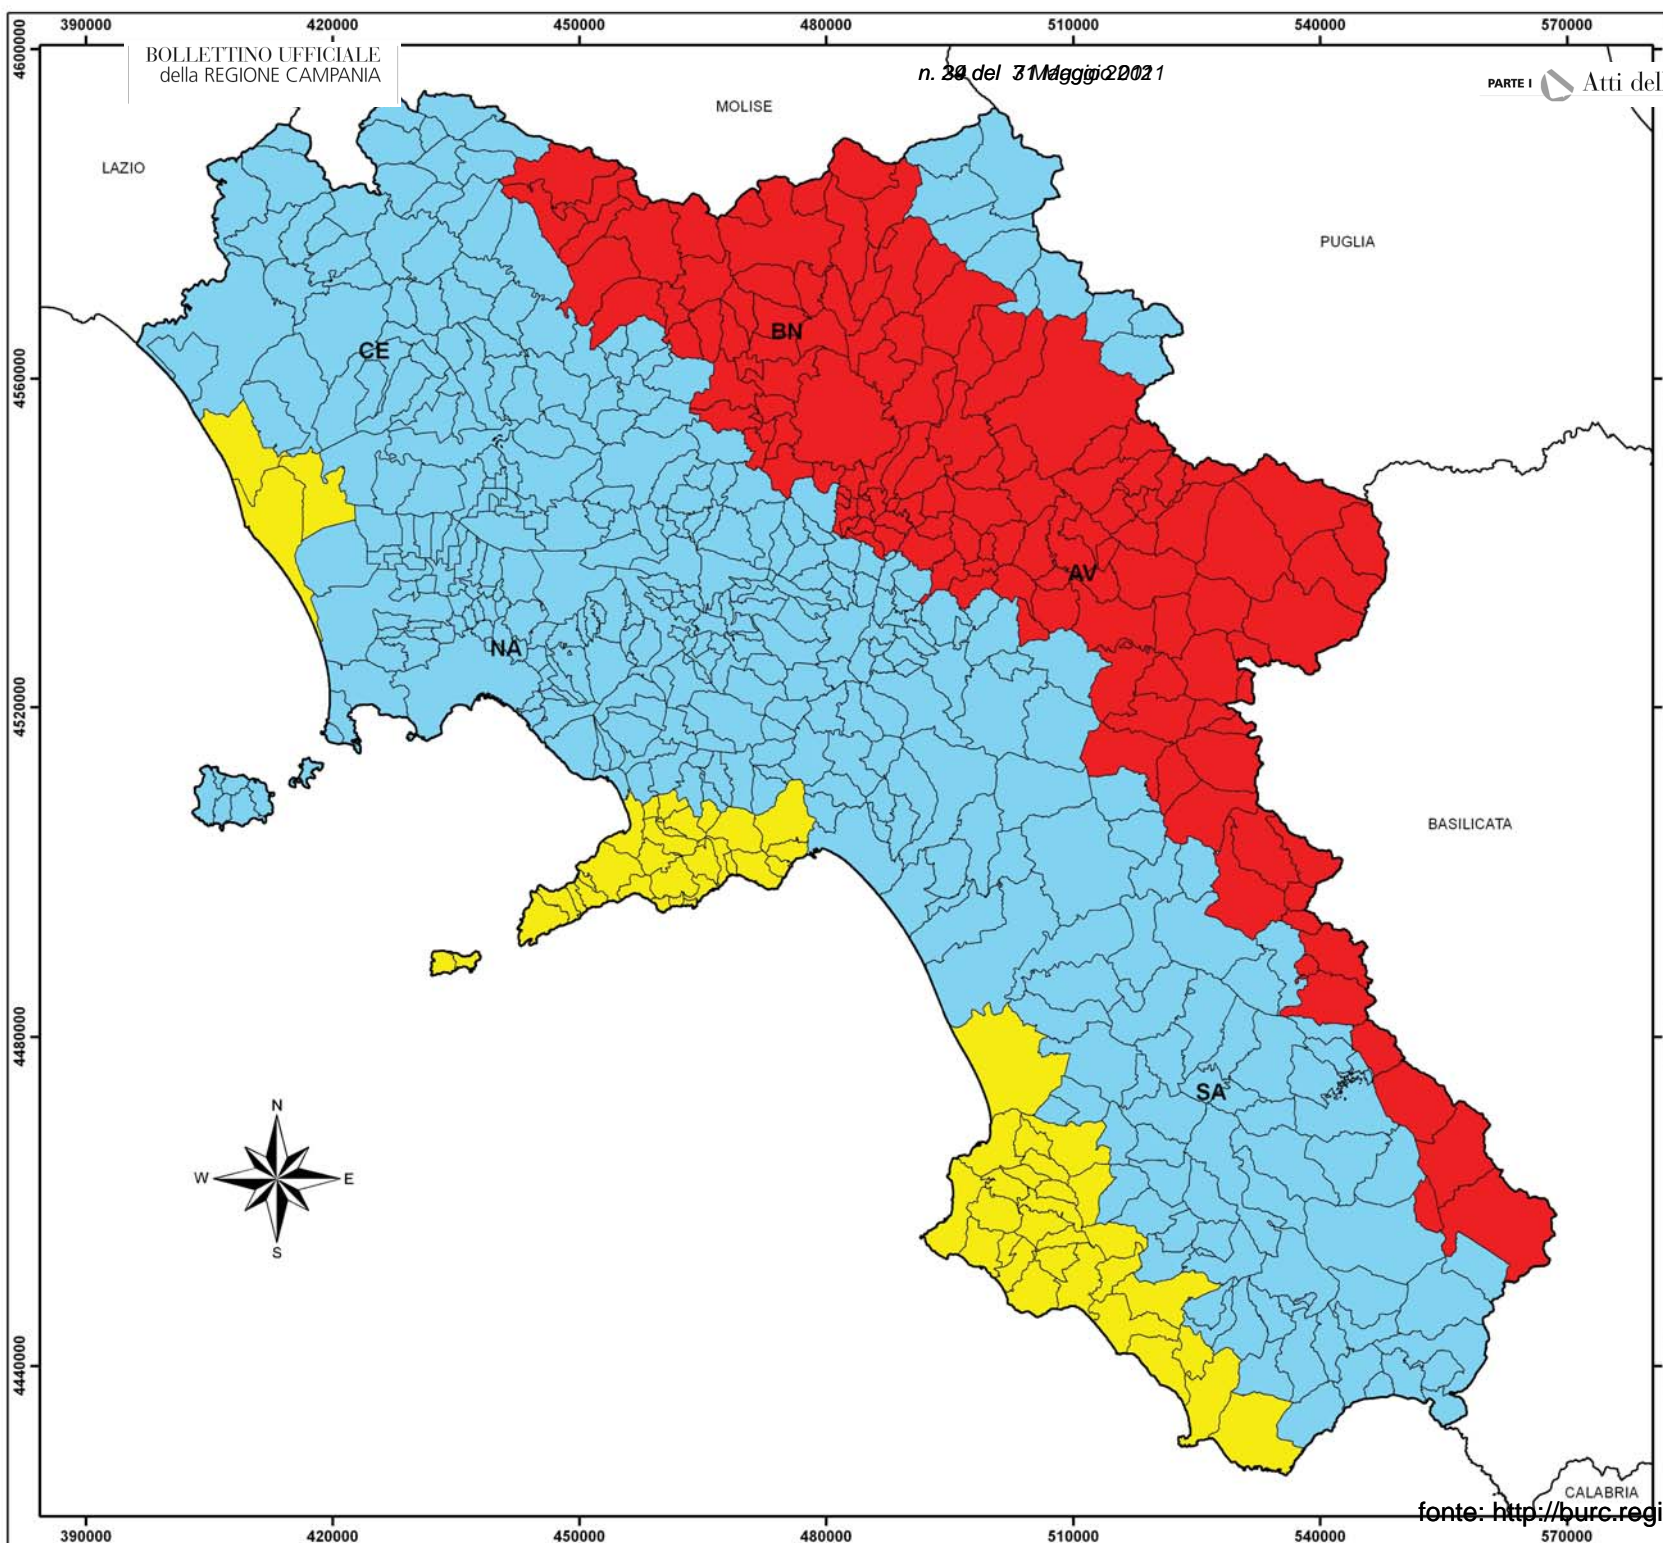 390000 420000 450000 480000 510000 540000 570000
4600000
BOLLETTINO UFFICIALE
della REGIONE CAMPANIA
PARTE I Atti del
MOLISE
LAZIO
PUGLIA
BN
CE
4560000
AV
NA
4520000
BASILICATA
4480000
SA
N
W E
S
4440000
CALABRIA
fonte: http://burc.regi
390000 420000 450000 480000 510000 540000 570000